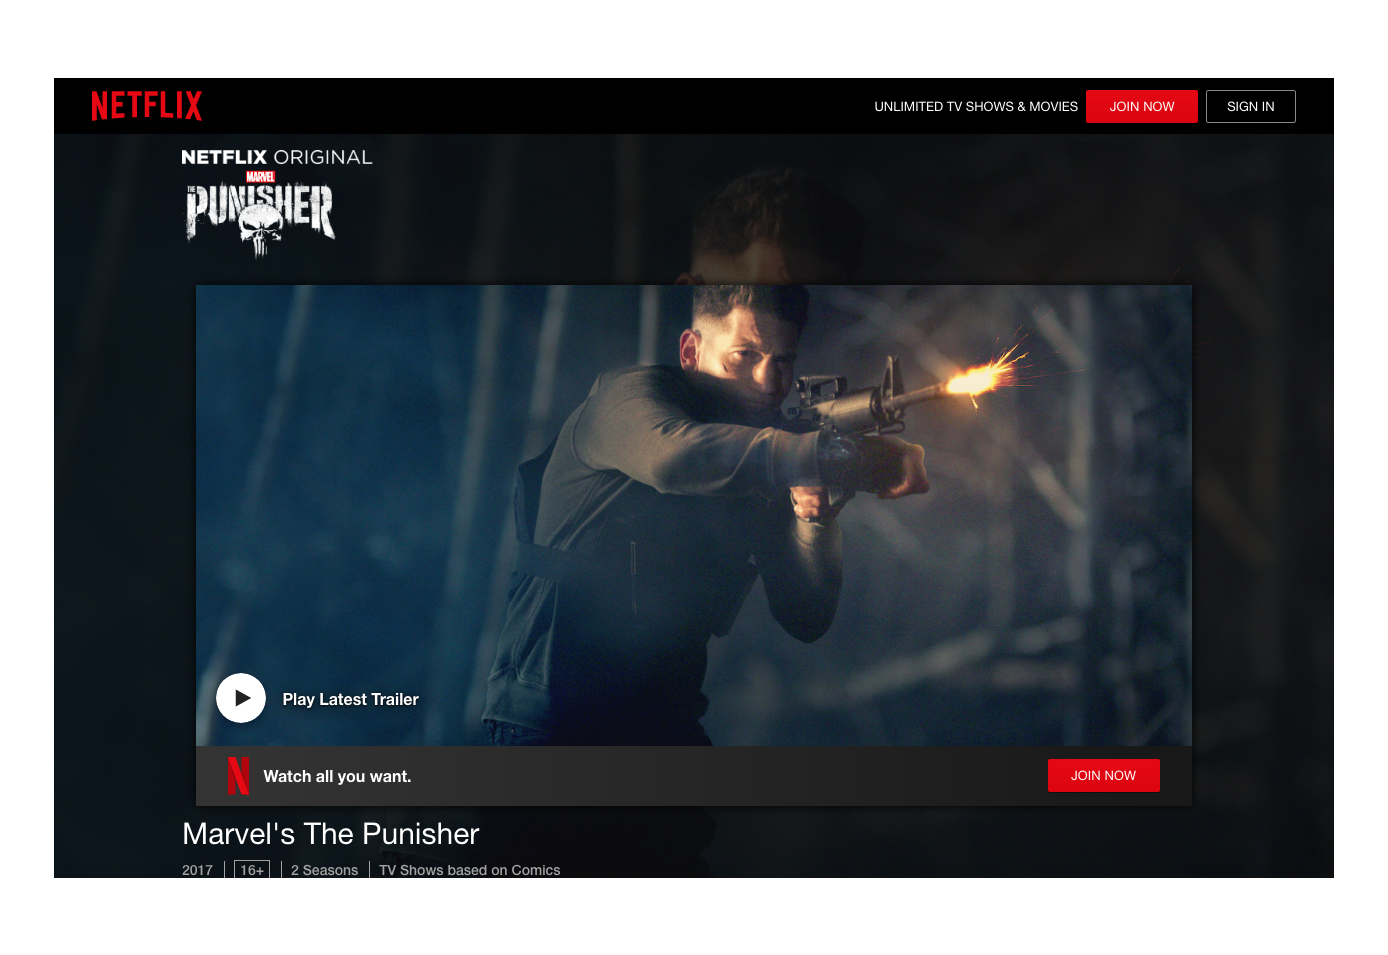 NETFLIX
UNLIMITED TV SHOWS & MOVIES
JOIN NOW
SIGN IN
NETFLIX ORIGINAL
MARVEL
THE PUNISHER
Play Latest Trailer
N
Watch all you want.
JOIN NOW
Marvel's The Punisher
2017 | 16+ | 2 Seasons | TV Shows based on Comics